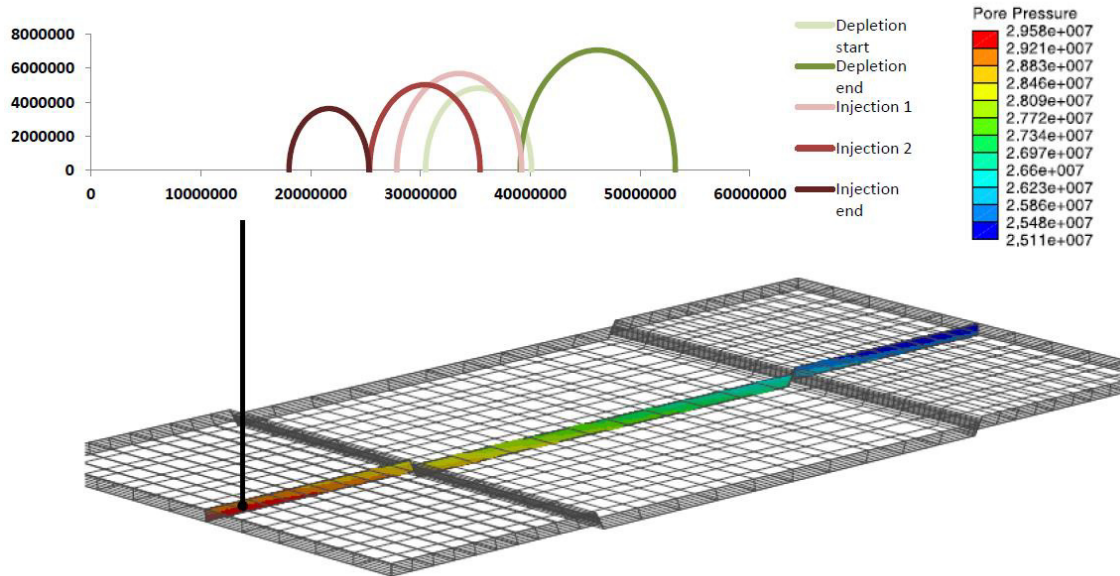 8000000
6000000
4000000
2000000
0
0 10000000 20000000 30000000 40000000 50000000 60000000
Depletion
start
Depletion
end
Injection 1
Injection 2
Injection
end
Pore Pressure
2.958e+007
2.921e+007
2.883e+007
2.846e+007
2.809e+007
2.772e+007
2.734e+007
2.697e+007
2.66e+007
2.623e+007
2.586e+007
2.548e+007
2.511e+007